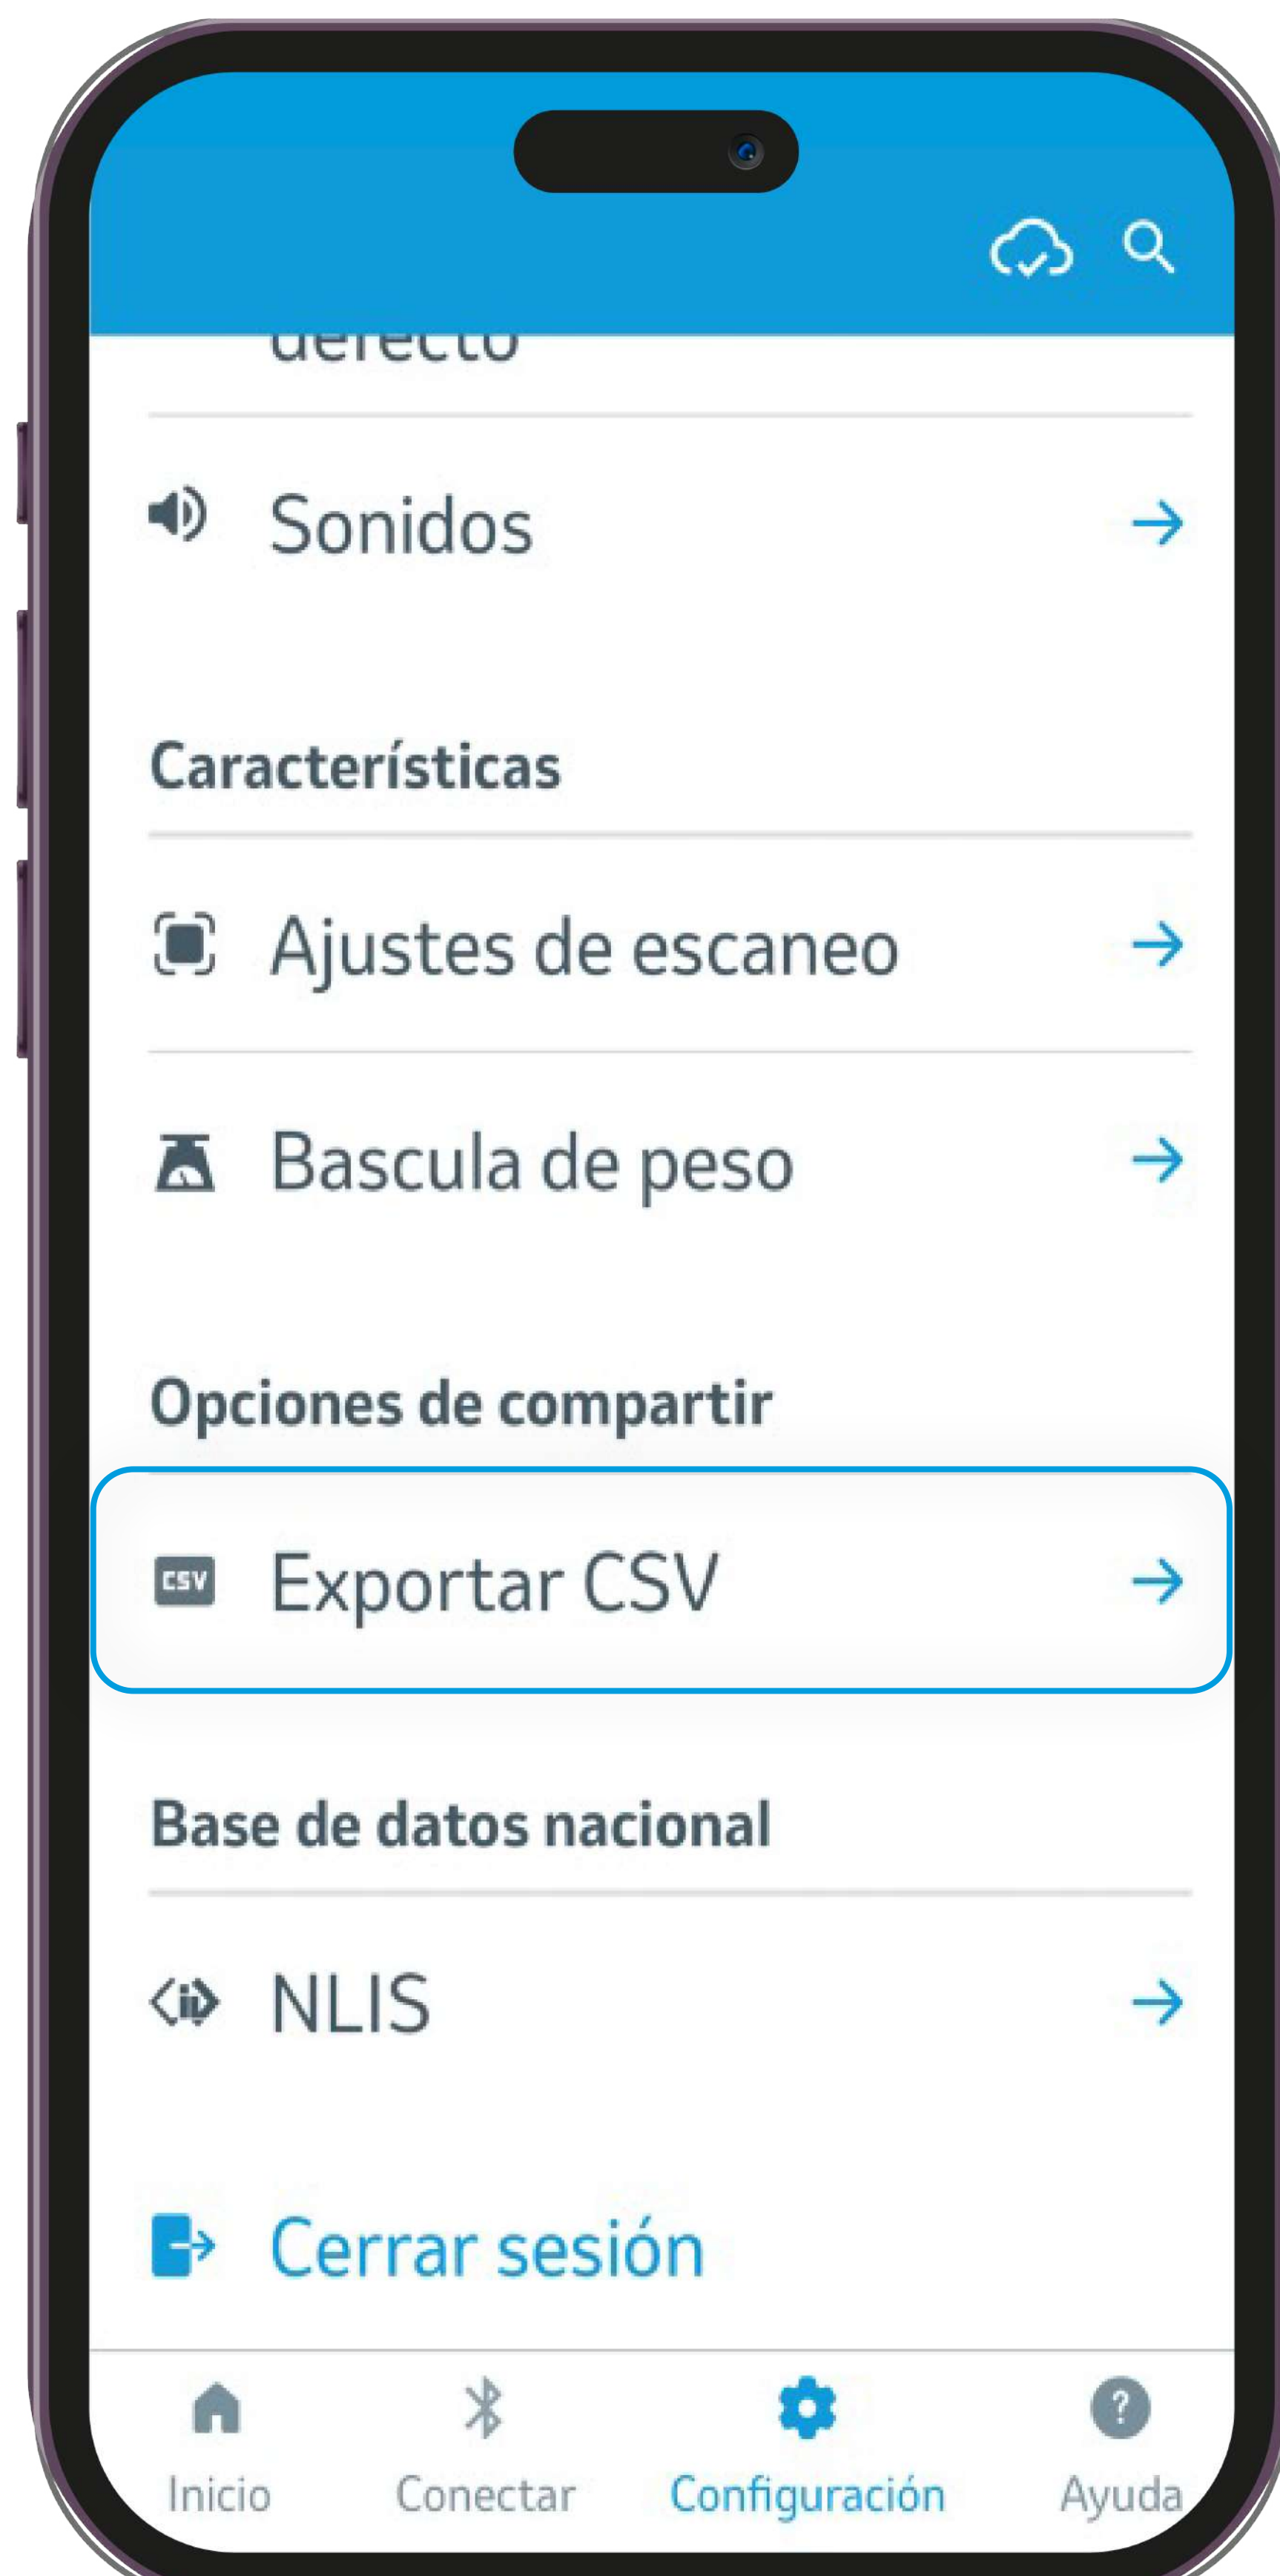 defecto
Sonidos
Características
Ajustes de escaneo
Bascula de peso
Opciones de compartir
CSV Exportar CSV
Base de datos nacional
NLIS
Cerrar sesión
Inicio Conectar Configuración Ayuda